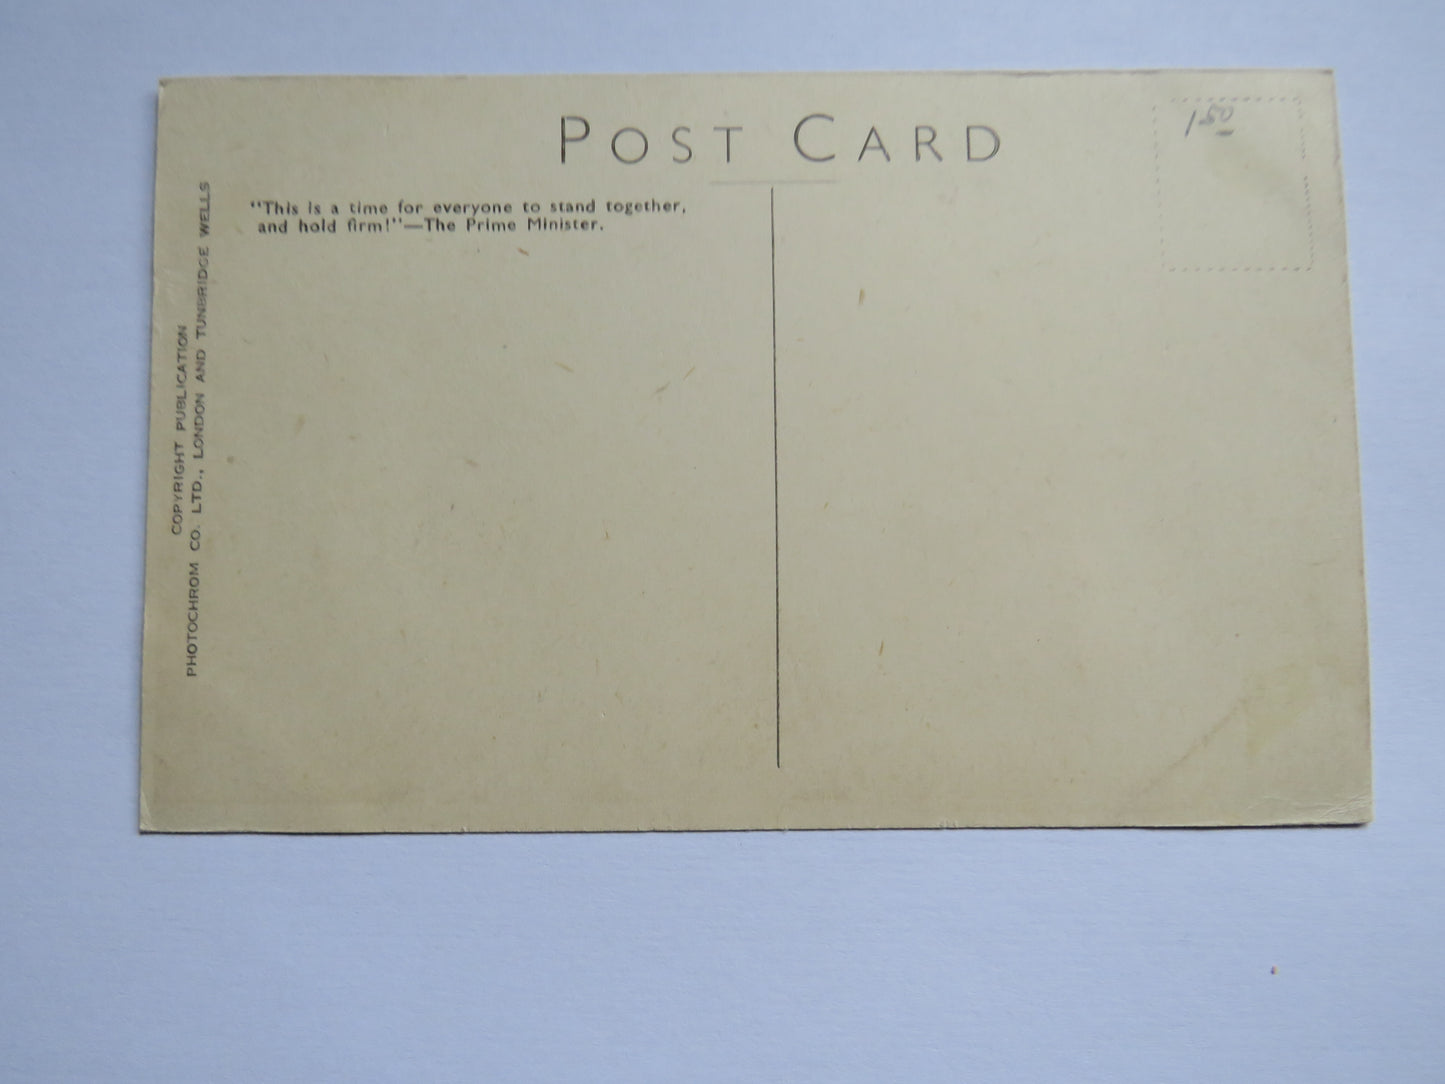 POST CARD
1-50
"This is a time for everyone to stand together,
and hold firm!"—The Prime Minister.
COPYRIGHT PUBLICATION
PHOTOCHROM CO. LTD., LONDON AND TUNBRIDGE WELLS